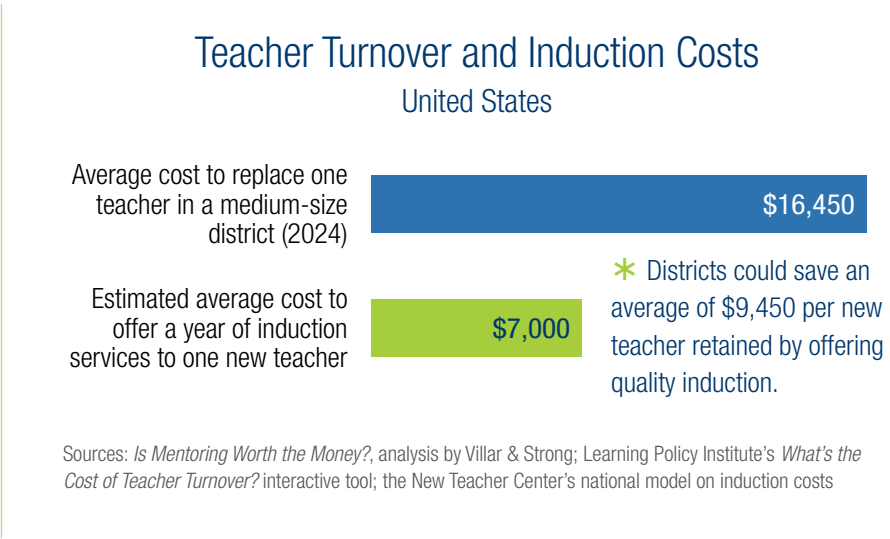 Teacher Turnover and Induction Costs
United States
Average cost to replace one
teacher in a medium-size
district (2024)
$16,450
Estimated average cost to
offer a year of induction
services to one new teacher
$7,000
* Districts could save an
average of $9,450 per new
teacher retained by offering
quality induction.
Sources: Is Mentoring Worth the Money?, analysis by Villar & Strong; Learning Policy Institute’s What’s the
Cost of Teacher Turnover? interactive tool; the New Teacher Center’s national model on induction costs